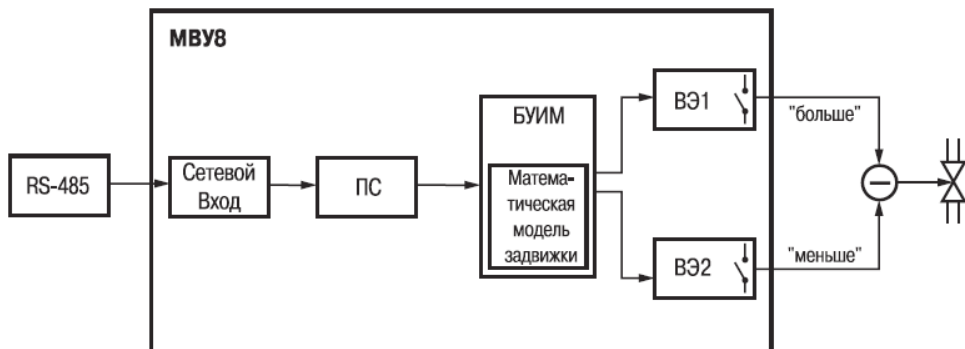 МВУ8
RS-485
Сетевой
Вход
ПС
БУИМ
Матема-
тическая
модель
задвижки
ВЭ1
ВЭ2
"больше"
"меньше"